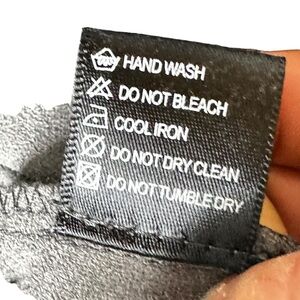 HAND WASH
DO NOT BLEACH
COOL IRON
DO NOT DRY CLEAN
DO NOT TUMBLE DRY